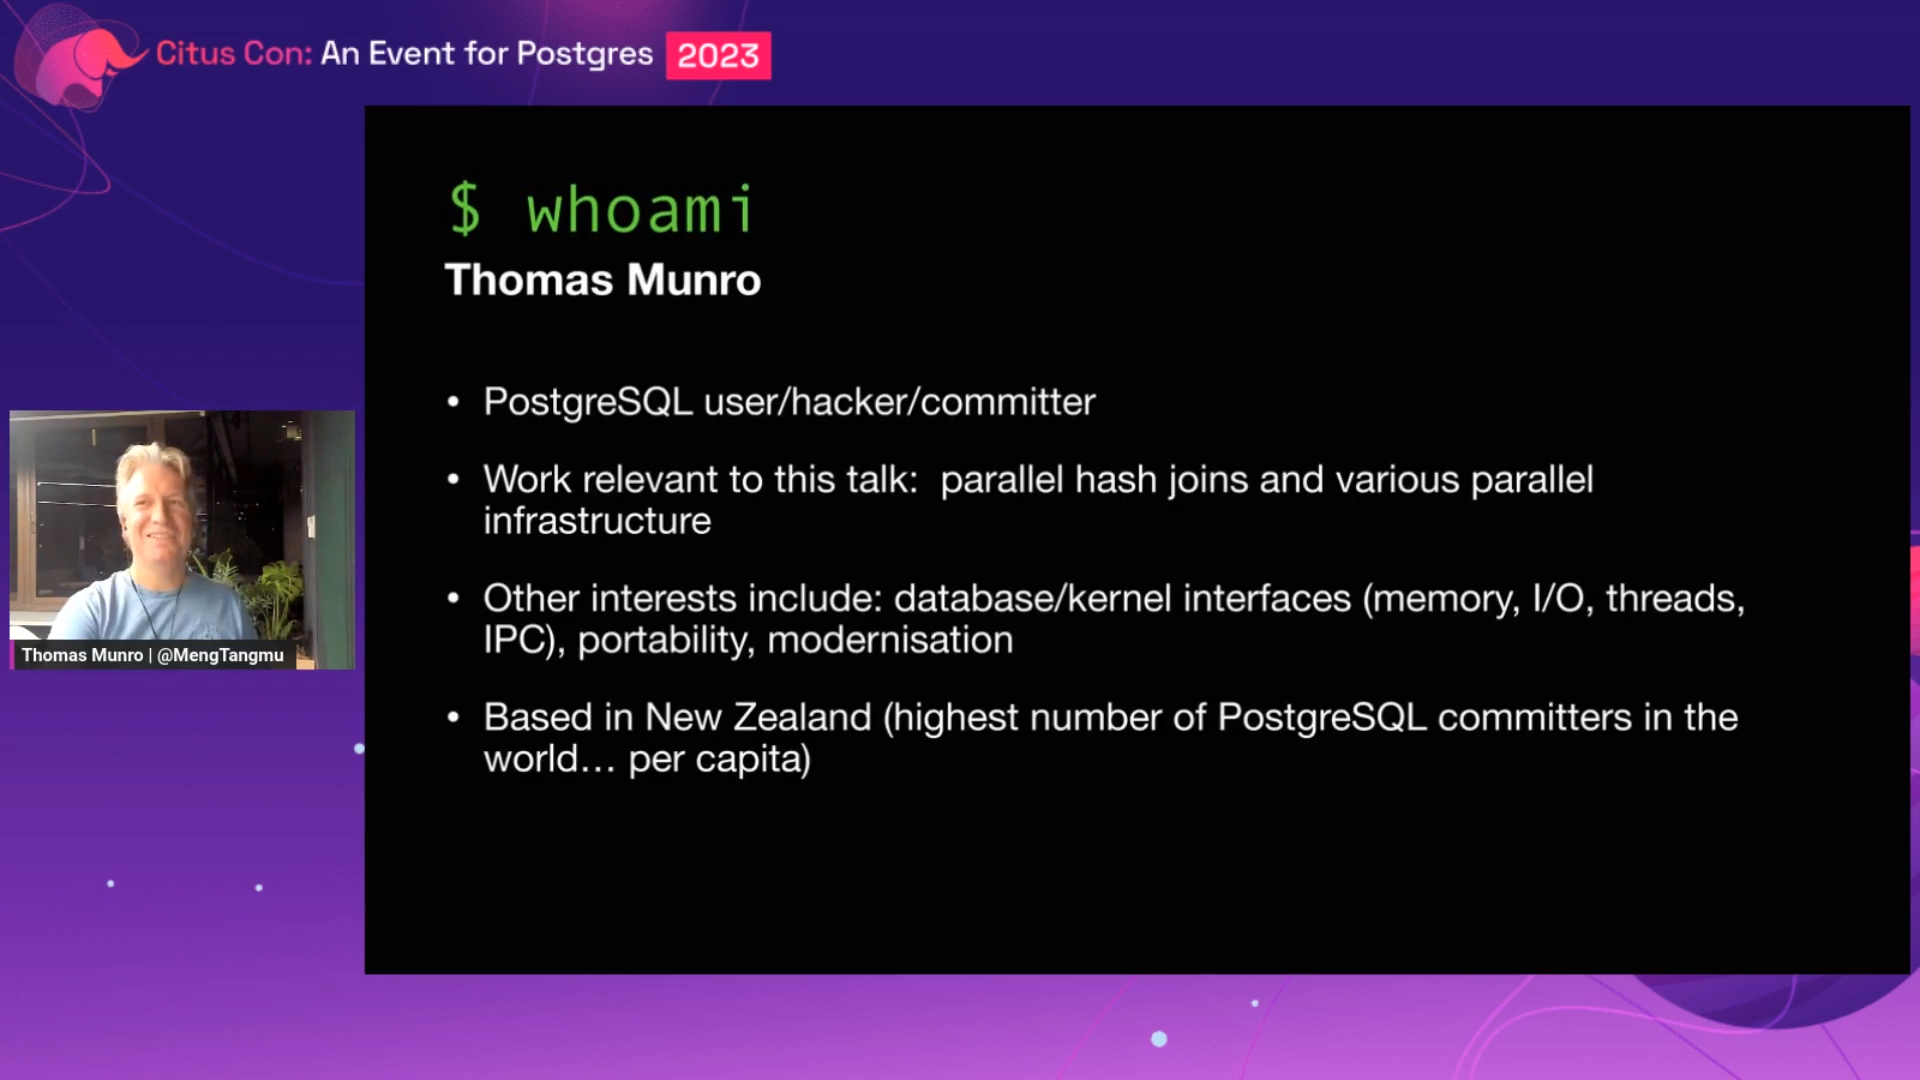 Citus Con: An Event for Postgres 2023
$ whoami
Thomas Munro
• PostgreSQL user/hacker/committer
• Work relevant to this talk:  parallel hash joins and various parallel
infrastructure
• Other interests include: database/kernel interfaces (memory, I/O, threads,
IPC), portability, modernisation
• Based in New Zealand (highest number of PostgreSQL committers in the
world… per capita)
Thomas Munro | @MengTangmu